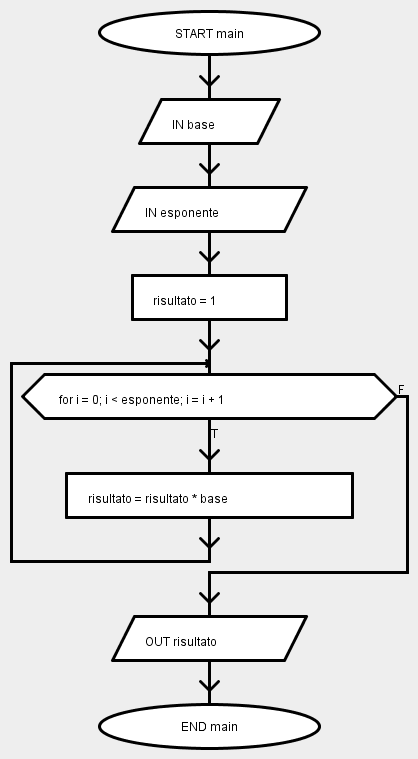 START main
IN base
IN esponente
risultato = 1
for i = 0; i < esponente; i = i + 1
F
T
risultato = risultato * base
OUT risultato
END main